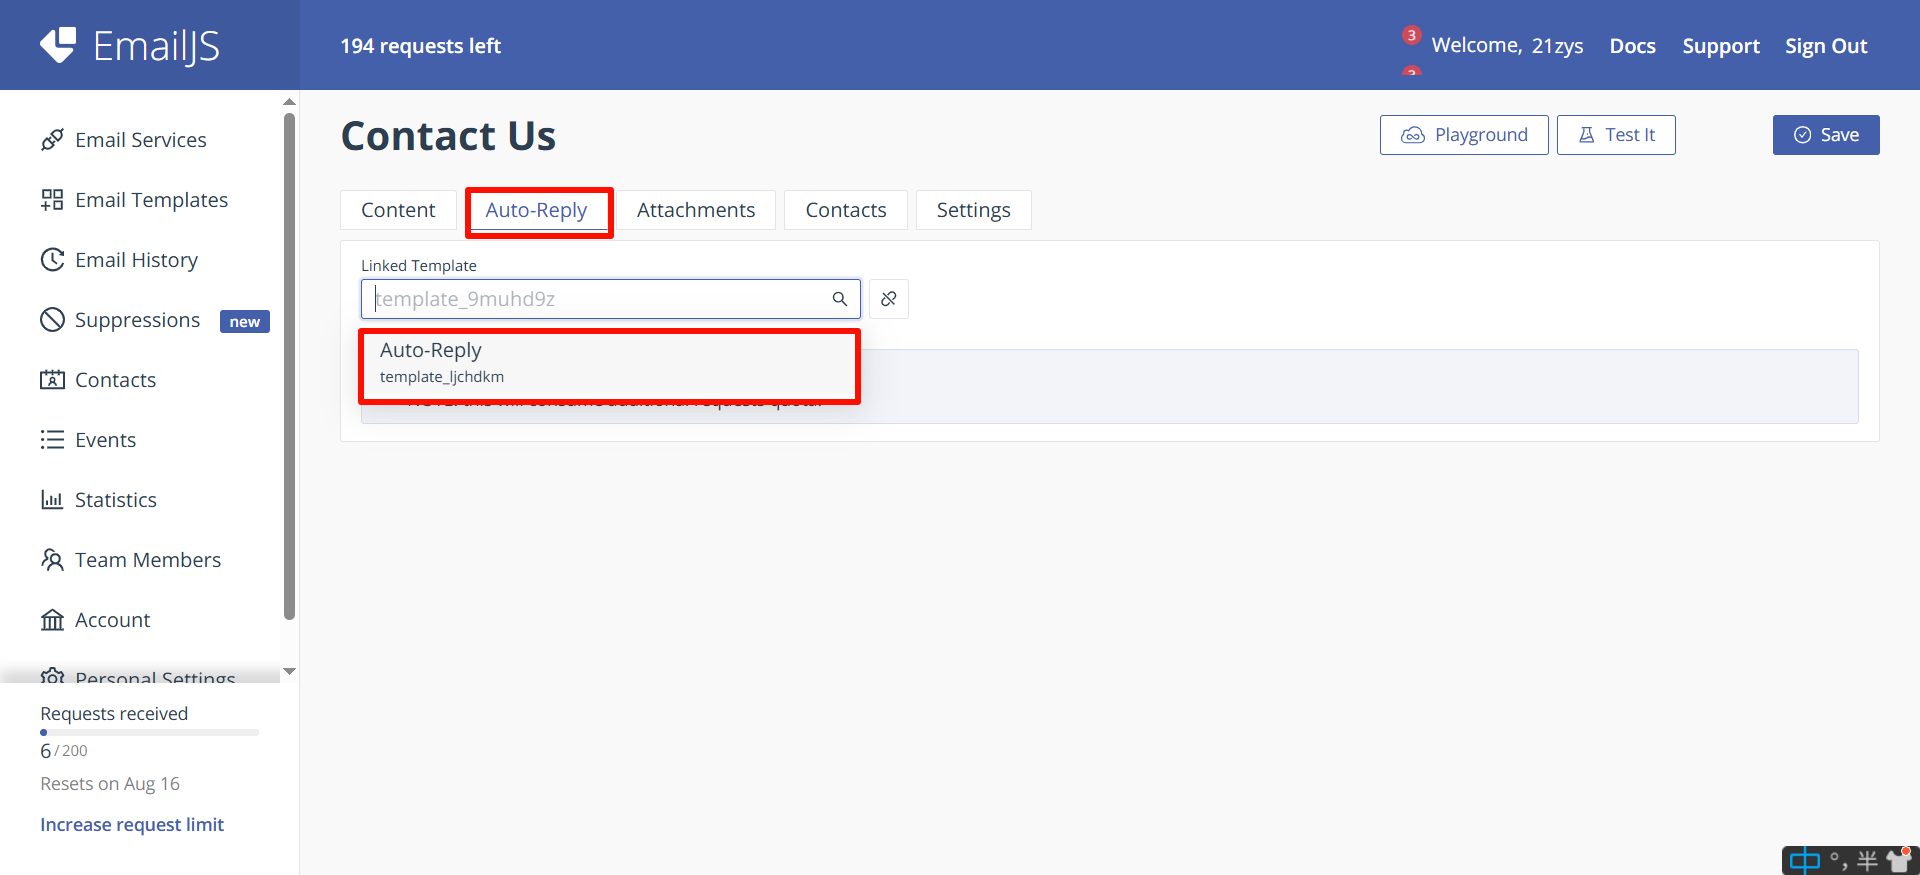 EmailJS
194 requests left
3
Welcome, 21zys
Docs
Support
Sign Out
Email Services
Email Templates
Email History
Suppressions new
Contacts
Events
Statistics
Team Members
Account
Personal Settings
Requests received
6 / 200
Resets on Aug 16
Increase request limit
Contact Us
Playground
Test It
Save
Content
Auto-Reply
Attachments
Contacts
Settings
Linked Template
template_9muhd9z
Auto-Reply
template_ljchdkm
中 °, 半